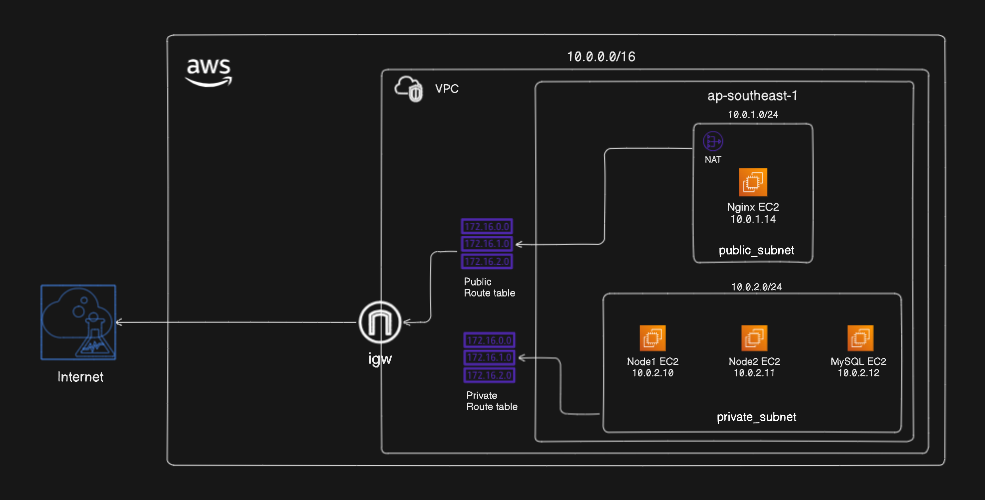 aws
10.0.0.0/16
VPC
ap-southeast-1
10.0.1.0/24
NAT
Nginx EC2
10.0.1.14
public_subnet
172.16.0.0
172.16.1.0
172.16.2.0
Public
Route table
10.0.2.0/24
Internet
igw
172.16.0.0
172.16.1.0
172.16.2.0
Private
Route table
Node1 EC2
10.0.2.10
Node2 EC2
10.0.2.11
MySQL EC2
10.0.2.12
private_subnet